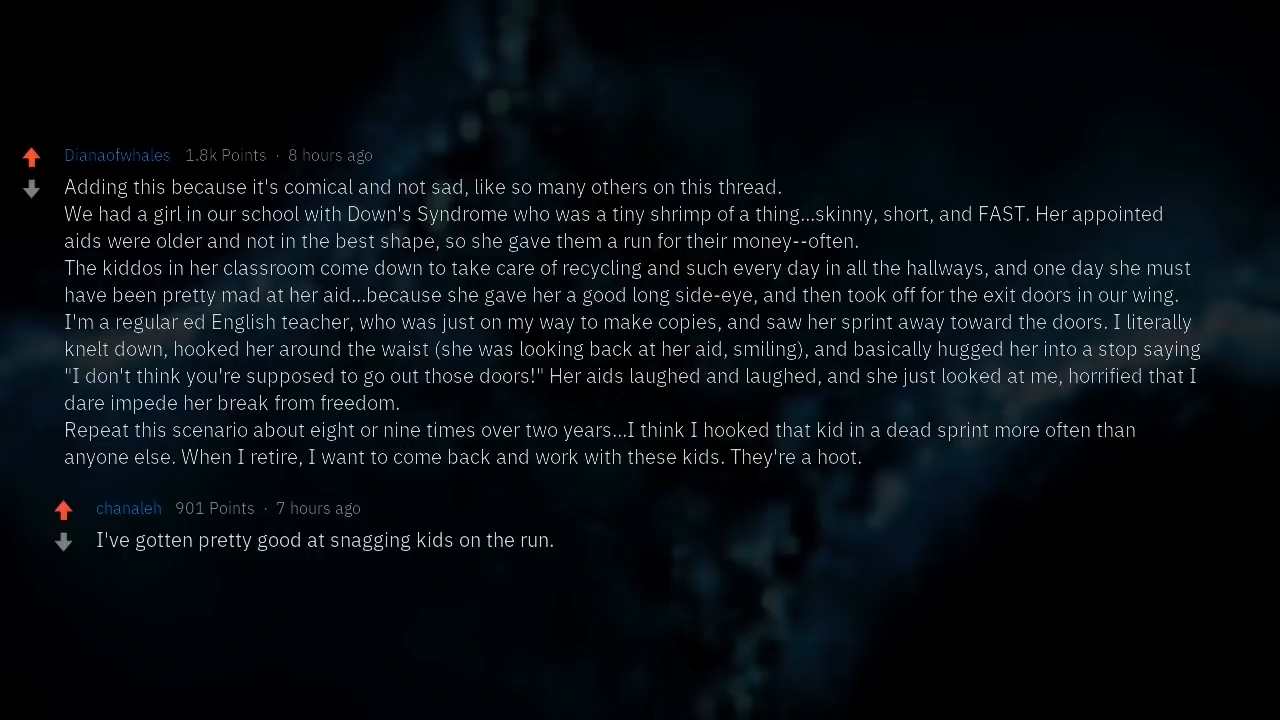 Dianaofwhales 1.8k Points · 8 hours ago
Adding this because it's comical and not sad, like so many others on this thread.
We had a girl in our school with Down's Syndrome who was a tiny shrimp of a thing...skinny, short, and FAST. Her appointed
aids were older and not in the best shape, so she gave them a run for their money--often.
The kiddos in her classroom come down to take care of recycling and such every day in all the hallways, and one day she must
have been pretty mad at her aid...because she gave her a good long side-eye, and then took off for the exit doors in our wing.
I'm a regular ed English teacher, who was just on my way to make copies, and saw her sprint away toward the doors. I literally
knelt down, hooked her around the waist (she was looking back at her aid, smiling), and basically hugged her into a stop saying
"I don't think you're supposed to go out those doors!" Her aids laughed and laughed, and she just looked at me, horrified that I
dare impede her break from freedom.
Repeat this scenario about eight or nine times over two years...I think I hooked that kid in a dead sprint more often than
anyone else. When I retire, I want to come back and work with these kids. They're a hoot.
chanaleh 901 Points · 7 hours ago
I've gotten pretty good at snagging kids on the run.